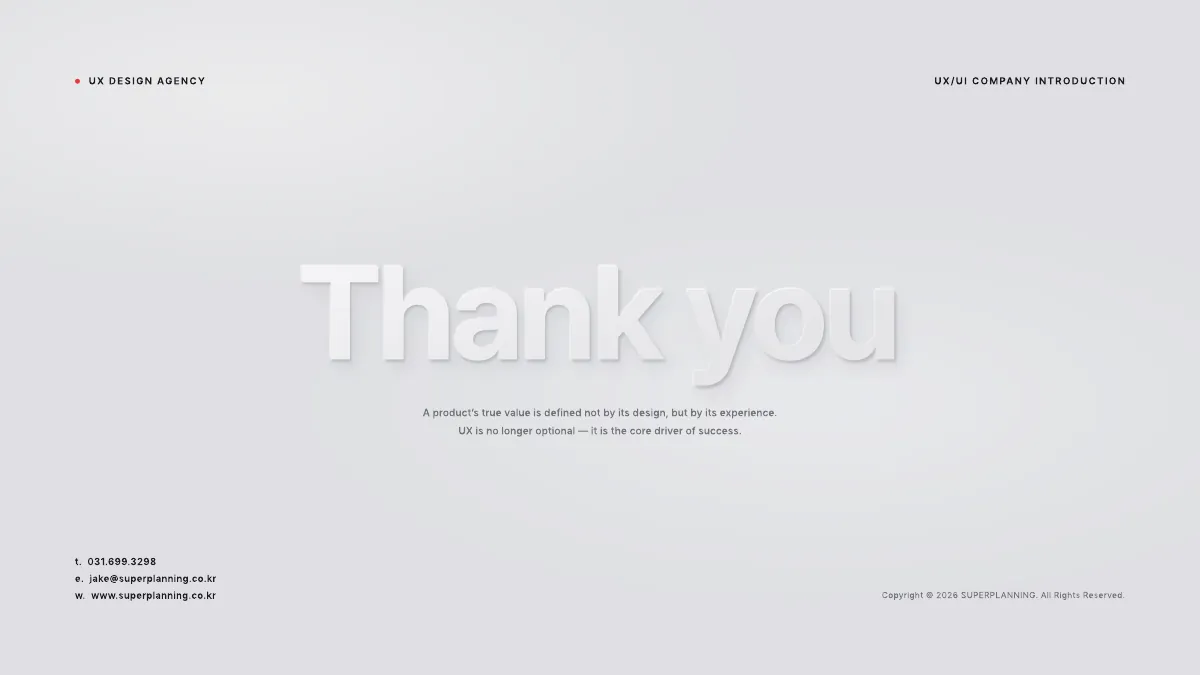 UX DESIGN AGENCY
UX/UI COMPANY INTRODUCTION
Thank you
A product's true value is defined not by its design, but by its experience.
UX is no longer optional — it is the core driver of success.
t. 031.699.3298
e. jake@superplanning.co.kr
w. www.superplanning.co.kr
Copyright © 2026 SUPERPLANNING. All Rights Reserved.